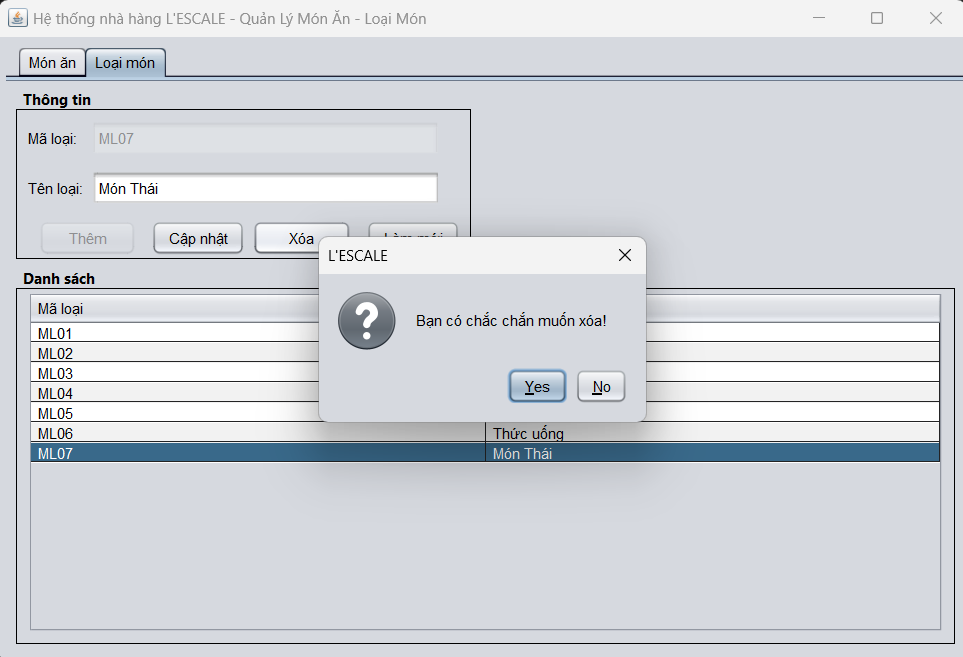 Hệ thống nhà hàng L'ESCALE - Quản Lý Món Ăn - Loại Món
Món ăn Loại món
Thông tin
Mã loại: ML07
Tên loại: Món Thái
Thêm Cập nhật Xóa
L'ESCALE
Bạn có chắc chắn muốn xóa!
Yes No
Danh sách
Mã loại
ML01
ML02
ML03
ML04
ML05
ML06 Thức uống
ML07 Món Thái